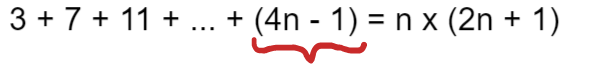 3 + 7 + 11 + ... + (4n - 1) = n x (2n + 1)